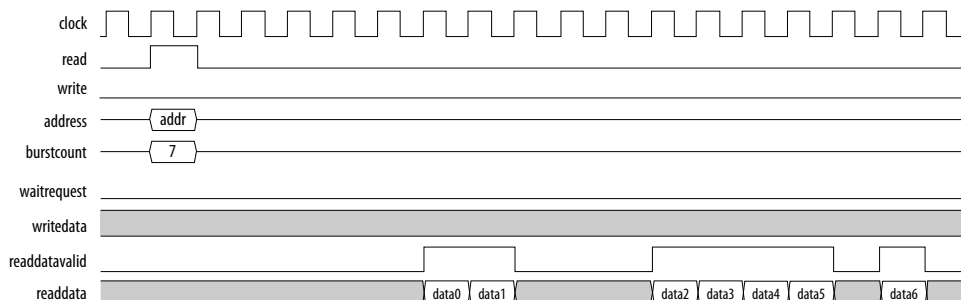 clock
read
write
address addr
burstcount 7
waitrequest
writedata
readdatavalid
readdata data0 data1 data2 data3 data4 data5 data6